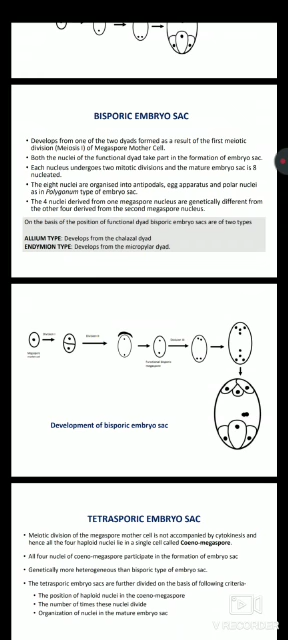 BISPORIC EMBRYO SAC
• Develops from one of the two dyads formed as a result of the first meiotic
division (Meiosis I) of Megaspore Mother Cell.
• Both the nuclei of the functional dyad take part in the formation of embryo sac.
• Each nucleus undergoes two mitotic divisions and the mature embryo sac is 8
nucleated.
• The eight nuclei are organised into antipodals, egg apparatus and polar nuclei
as in Polygonum type of embryo sac.
• The 4 nuclei derived from one megaspore nucleus are genetically different from
the other four derived from the second megaspore nucleus.
On the basis of the position of functional dyad bisporic embryo sacs are of two types
ALLIUM TYPE: Develops from the chalazal dyad
ENDYMION TYPE: Develops from the micropylar dyad.
Division I
Division II
Division III
Megaspore
Functional bisporic
megaspore
Development of bisporic embryo sac
TETRASPORIC EMBRYO SAC
• Meiotic division of the megaspore mother cell is not accompanied by cytokinesis and
hence all the four haploid nuclei lie in a single cell called Coeno-megaspore.
• All four nuclei of coeno-megaspore participate in the formation of embryo sac
• Genetically more heterogeneous than bisporic type of embryo sac.
• The tetrasporic embryo sacs are further divided on the basis of following criteria-
• The position of haploid nuclei in the coeno-megaspore
• The number of times these nuclei divide
• Organization of nuclei in the mature embryo sac
V RECORDER